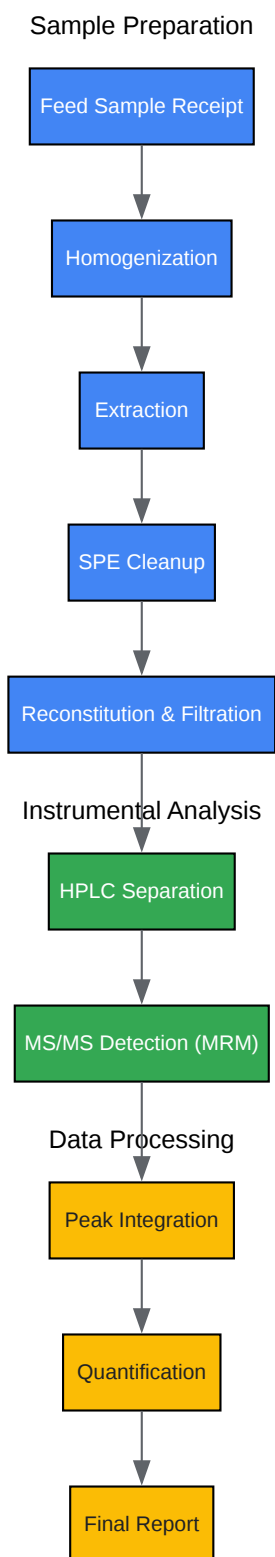 Sample Preparation
Feed Sample Receipt
Homogenization
Extraction
SPE Cleanup
Reconstitution & Filtration
Instrumental Analysis
HPLC Separation
MS/MS Detection (MRM)
Data Processing
Peak Integration
Quantification
Final Report